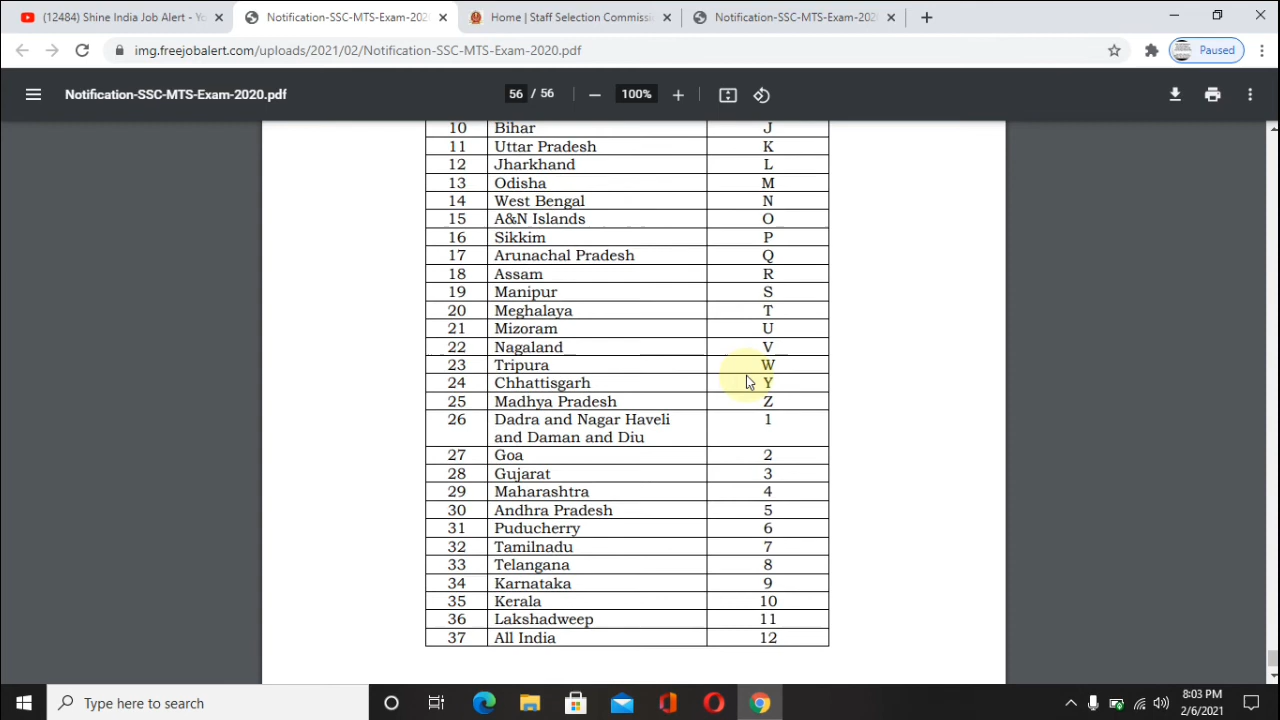 (12484) Shine India Job Alert - Yo
Notification-SSC-MTS-Exam-2020.
Home | Staff Selection Commissi
Notification-SSC-MTS-Exam-2020.
img.freejobalert.com/uploads/2021/02/Notification-SSC-MTS-Exam-2020.pdf
Paused
Notification-SSC-MTS-Exam-2020.pdf
56 / 56
100%
10 Bihar J
11 Uttar Pradesh K
12 Jharkhand L
13 Odisha M
14 West Bengal N
15 A&N Islands O
16 Sikkim P
17 Arunachal Pradesh Q
18 Assam R
19 Manipur S
20 Meghalaya T
21 Mizoram U
22 Nagaland V
23 Tripura W
24 Chhattisgarh Y
25 Madhya Pradesh Z
26 Dadra and Nagar Haveli 1
and Daman and Diu
27 Goa 2
28 Gujarat 3
29 Maharashtra 4
30 Andhra Pradesh 5
31 Puducherry 6
32 Tamilnadu 7
33 Telangana 8
34 Karnataka 9
35 Kerala 10
36 Lakshadweep 11
37 All India 12
Type here to search
8:03 PM
2/6/2021